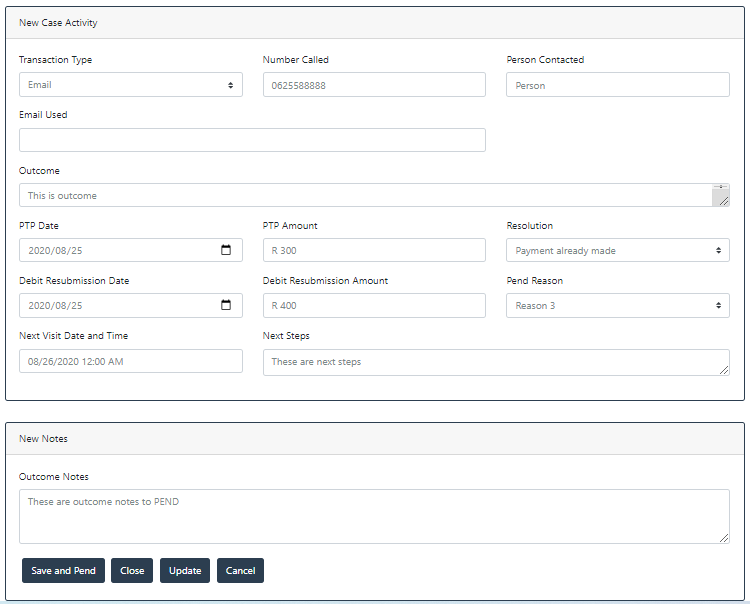 New Case Activity
Transaction Type Number Called Person Contacted
Email 0625588888 Person
Email Used
Outcome
This is outcome
PTP Date PTP Amount Resolution
2020/08/25 R 300 Payment already made
Debit Resubmission Date Debit Resubmission Amount Pend Reason
2020/08/25 R 400 Reason 3
Next Visit Date and Time Next Steps
08/26/2020 12:00 AM These are next steps
New Notes
Outcome Notes
These are outcome notes to PEND
Save and Pend Close Update Cancel